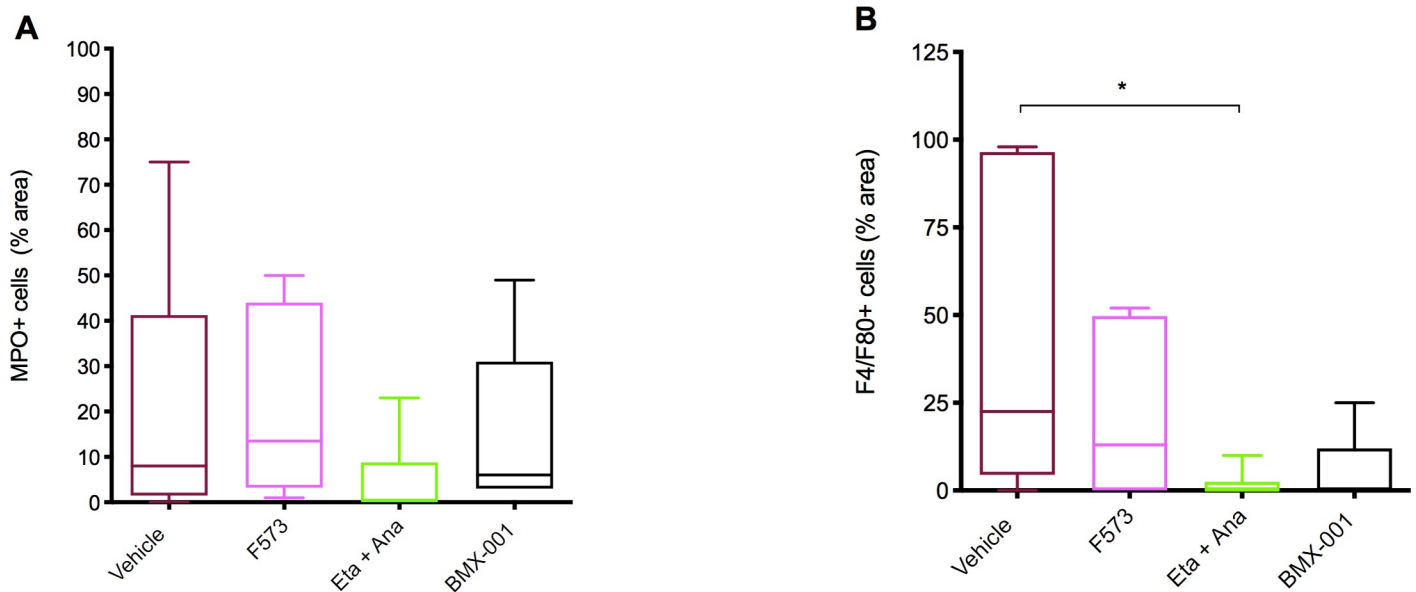 A
MPO+ cells (% area)
100
90
80
70
60
50
40
30
20
10
0
Vehicle
F573
Eta + Ana
BMX-001
B
F4/F80+ cells (% area)
125
100
75
50
25
0
*
Vehicle
F573
Eta + Ana
BMX-001